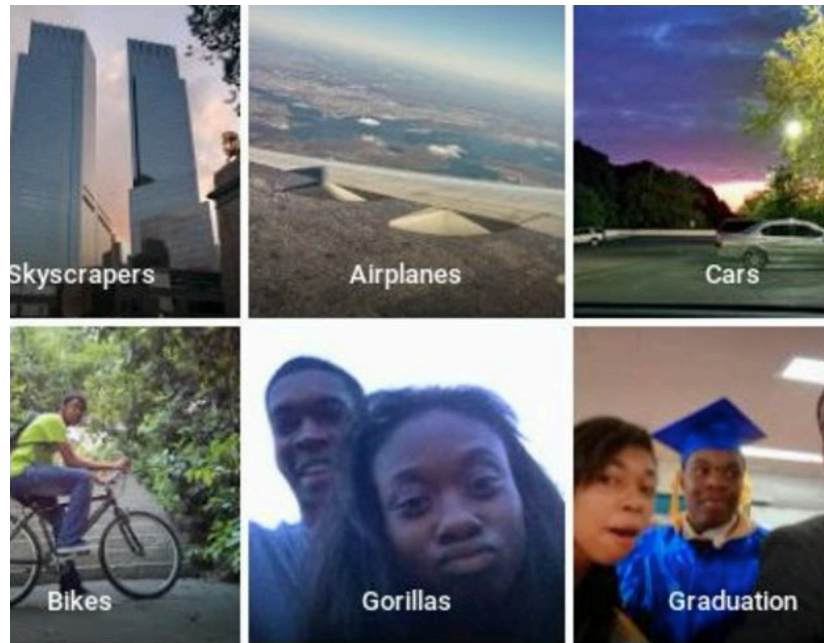 Skyscrapers
Airplanes
Cars
Bikes
Gorillas
Graduation